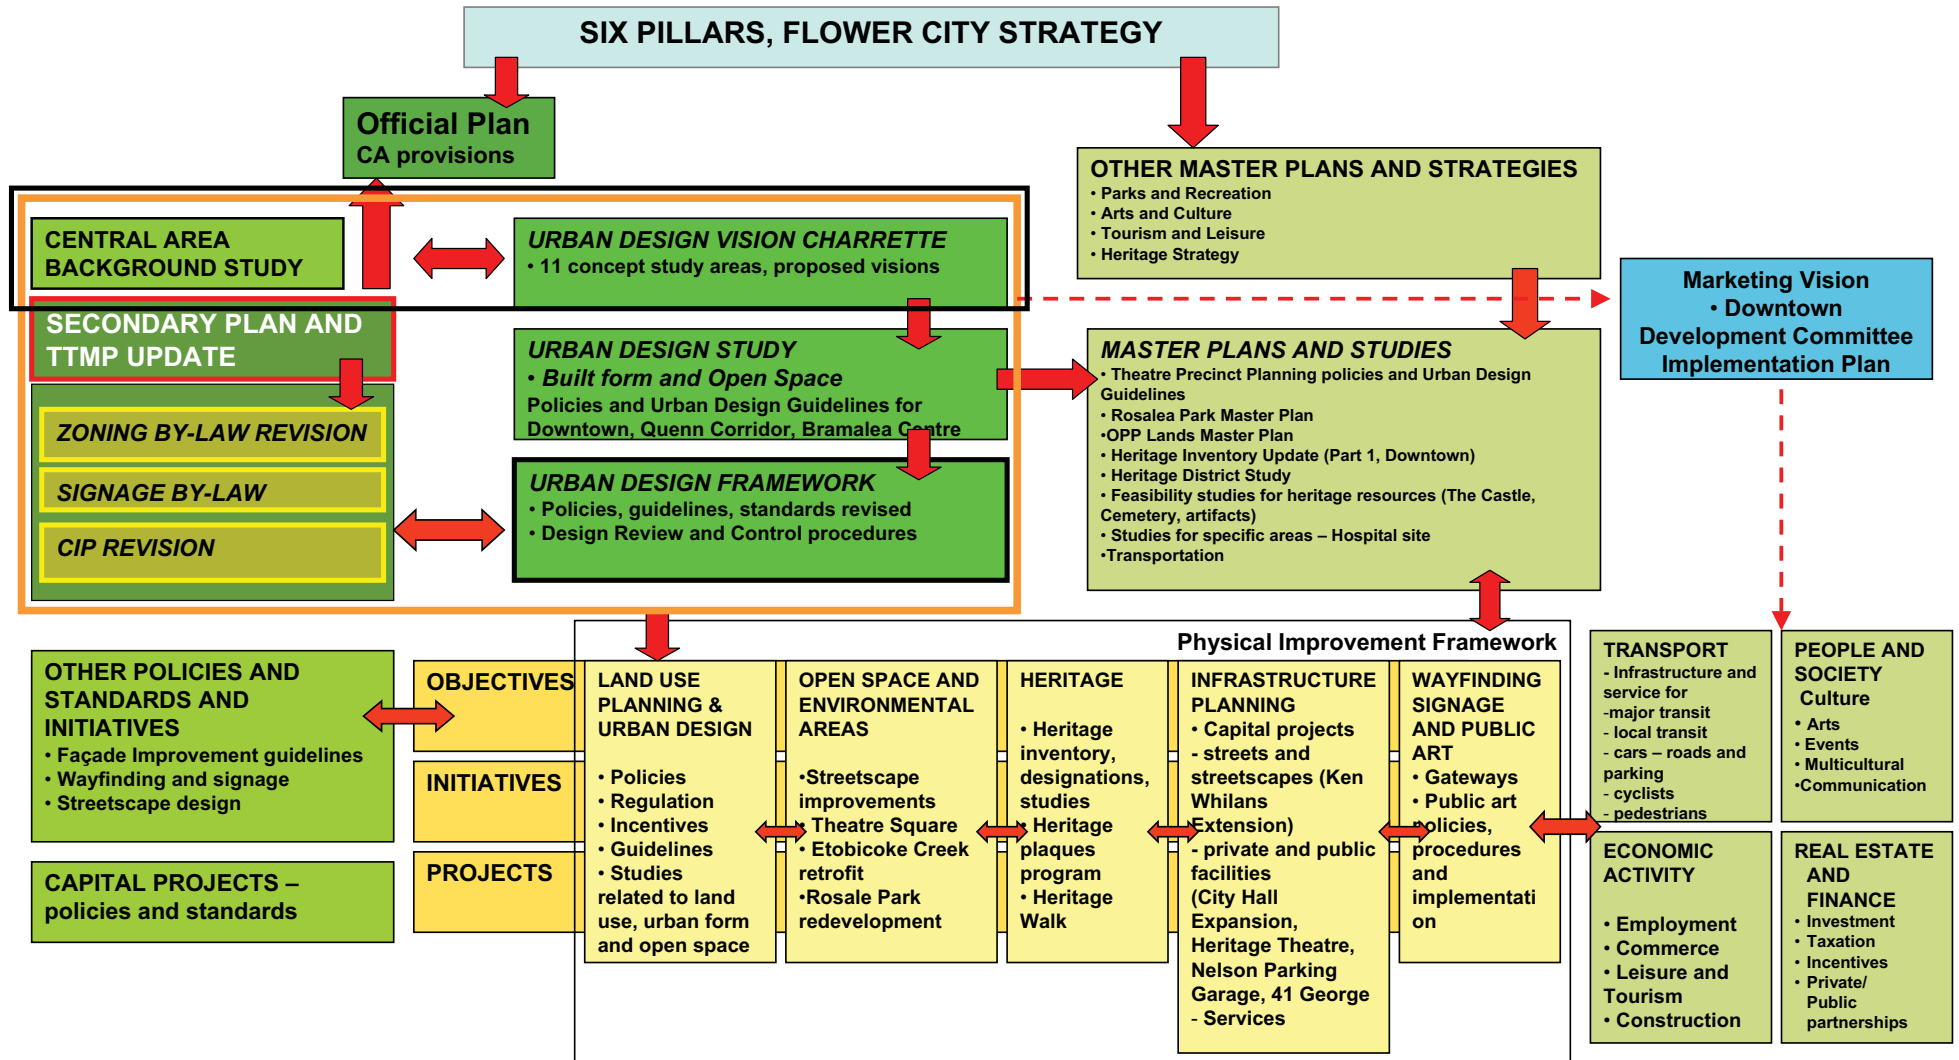 SIX PILLARS, FLOWER CITY STRATEGY
Official Plan
CA provisions
OTHER MASTER PLANS AND STRATEGIES
• Parks and Recreation
• Arts and Culture
• Tourism and Leisure
• Heritage Strategy
CENTRAL AREA
BACKGROUND STUDY
URBAN DESIGN VISION CHARRETTE
• 11 concept study areas, proposed visions
Marketing Vision
• Downtown
Development Committee
Implementation Plan
SECONDARY PLAN AND
TTMP UPDATE
URBAN DESIGN STUDY
• Built form and Open Space
Policies and Urban Design Guidelines for
Downtown, Quenn Corridor, Bramalea Centre
MASTER PLANS AND STUDIES
• Theatre Precinct Planning policies and Urban Design
Guidelines
• Rosalea Park Master Plan
•OPP Lands Master Plan
• Heritage Inventory Update (Part 1, Downtown)
• Heritage District Study
• Feasibility studies for heritage resources (The Castle,
Cemetery, artifacts)
• Studies for specific areas – Hospital site
•Transportation
ZONING BY-LAW REVISION
SIGNAGE BY-LAW
CIP REVISION
URBAN DESIGN FRAMEWORK
• Policies, guidelines, standards revised
• Design Review and Control procedures
Physical Improvement Framework
OTHER POLICIES AND
STANDARDS AND
INITIATIVES
• Façade Improvement guidelines
• Wayfinding and signage
• Streetscape design
CAPITAL PROJECTS –
policies and standards
OBJECTIVES
INITIATIVES
PROJECTS
LAND USE
PLANNING &
URBAN DESIGN
• Policies
• Regulation
• Incentives
• Guidelines
• Studies
related to land
use, urban form
and open space
OPEN SPACE AND
ENVIRONMENTAL
AREAS
•Streetscape
improvements
• Theatre Square
• Etobicoke Creek
retrofit
•Rosale Park
redevelopment
HERITAGE
• Heritage
inventory,
designations,
studies
• Heritage
plaques
program
• Heritage
Walk
INFRASTRUCTURE
PLANNING
• Capital projects
- streets and
streetscapes (Ken
Whilans
Extension)
- private and public
facilities
(City Hall
Expansion,
Heritage Theatre,
Nelson Parking
Garage, 41 George
- Services
WAYFINDING
SIGNAGE
AND PUBLIC
ART
• Gateways
• Public art
policies,
procedures
and
implementati
on
TRANSPORT
- Infrastructure and
service for
-major transit
- local transit
- cars – roads and
parking
- cyclists
- pedestrians
PEOPLE AND
SOCIETY
Culture
• Arts
• Events
• Multicultural
•Communication
ECONOMIC
ACTIVITY
• Employment
• Commerce
• Leisure and
Tourism
• Construction
REAL ESTATE
AND
FINANCE
• Investment
• Taxation
• Incentives
• Private/
Public
partnerships